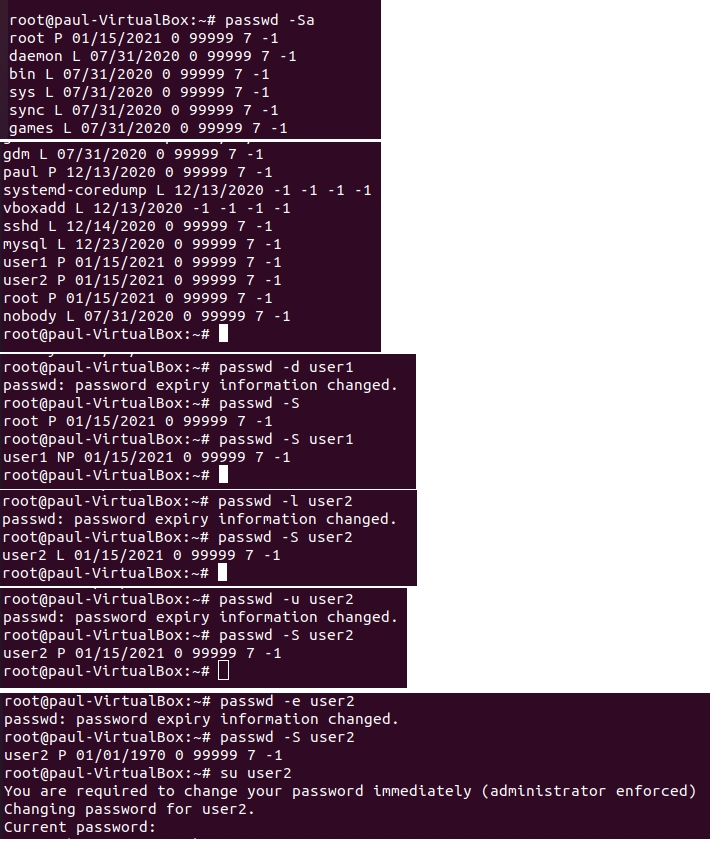 root@paul-VirtualBox:~# passwd -Sa
root P 01/15/2021 0 99999 7 -1
daemon L 07/31/2020 0 99999 7 -1
bin L 07/31/2020 0 99999 7 -1
sys L 07/31/2020 0 99999 7 -1
sync L 07/31/2020 0 99999 7 -1
games L 07/31/2020 0 99999 7 -1
gdm L 07/31/2020 0 99999 7 -1
paul P 12/13/2020 0 99999 7 -1
systemd-coredump L 12/13/2020 -1 -1 -1 -1
vboxadd L 12/13/2020 -1 -1 -1 -1
sshd L 12/14/2020 0 99999 7 -1
mysql L 12/23/2020 0 99999 7 -1
user1 P 01/15/2021 0 99999 7 -1
user2 P 01/15/2021 0 99999 7 -1
root P 01/15/2021 0 99999 7 -1
nobody L 07/31/2020 0 99999 7 -1
root@paul-VirtualBox:~#
root@paul-VirtualBox:~# passwd -d user1
passwd: password expiry information changed.
root@paul-VirtualBox:~# passwd -S
root P 01/15/2021 0 99999 7 -1
root@paul-VirtualBox:~# passwd -S user1
user1 NP 01/15/2021 0 99999 7 -1
root@paul-VirtualBox:~#
root@paul-VirtualBox:~# passwd -l user2
passwd: password expiry information changed.
root@paul-VirtualBox:~# passwd -S user2
user2 L 01/15/2021 0 99999 7 -1
root@paul-VirtualBox:~#
root@paul-VirtualBox:~# passwd -u user2
passwd: password expiry information changed.
root@paul-VirtualBox:~# passwd -S user2
user2 P 01/15/2021 0 99999 7 -1
root@paul-VirtualBox:~#
root@paul-VirtualBox:~# passwd -e user2
passwd: password expiry information changed.
root@paul-VirtualBox:~# passwd -S user2
user2 P 01/01/1970 0 99999 7 -1
root@paul-VirtualBox:~# su user2
You are required to change your password immediately (administrator enforced)
Changing password for user2.
Current password: